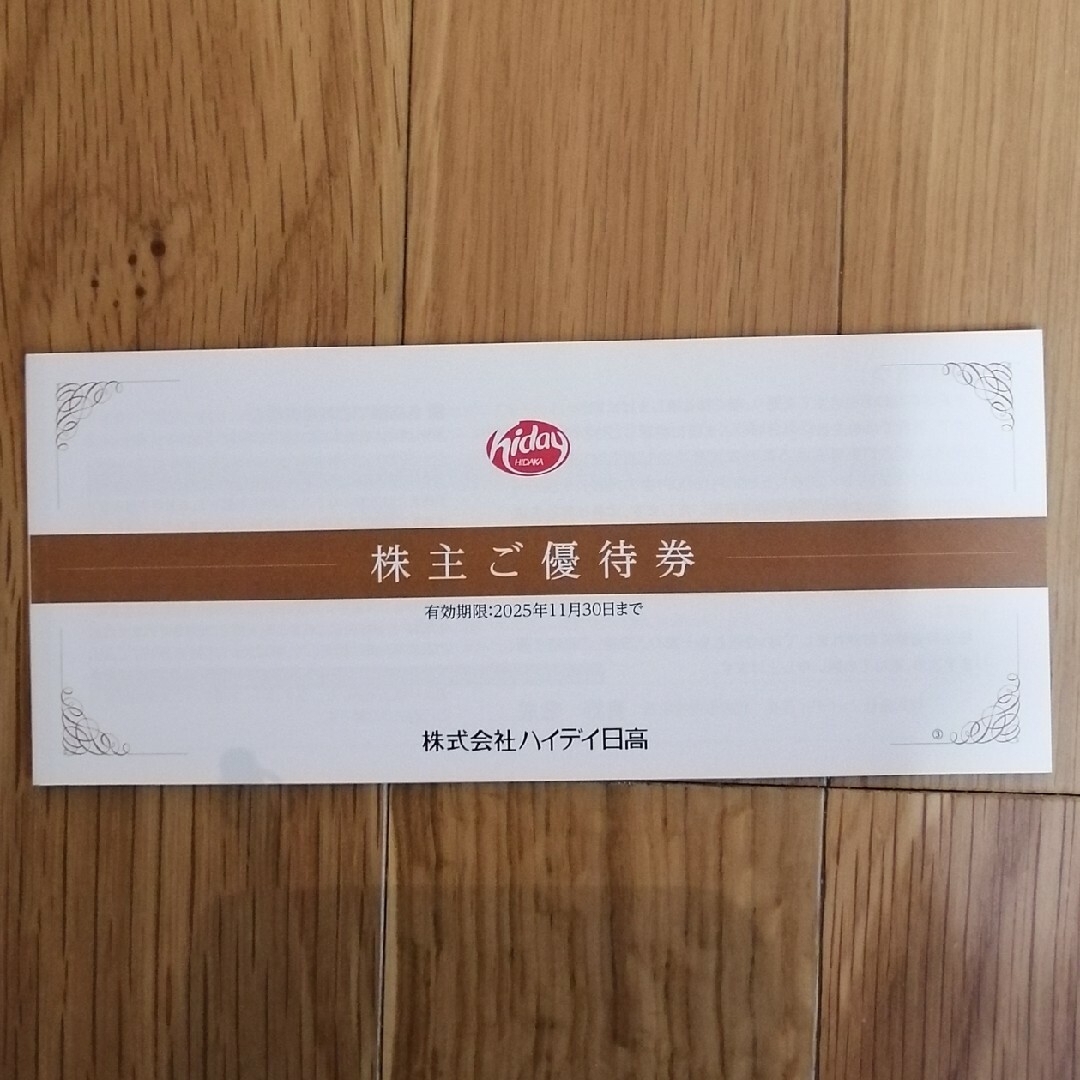 hiday
HIDAKA
株主ご優待券
有効期限:2025年11月30日まで
株式会社ハイデイ日高
③